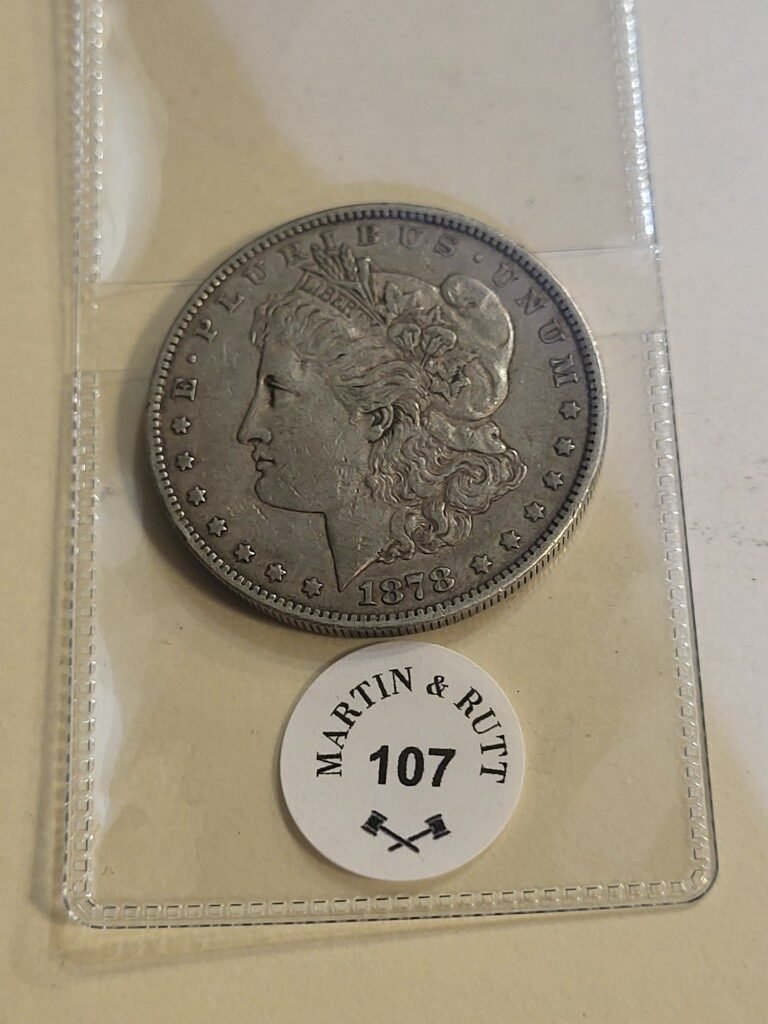 E · PLURIBUS · UNUM
LIBERTY
1878
MARTIN & RUTT
107